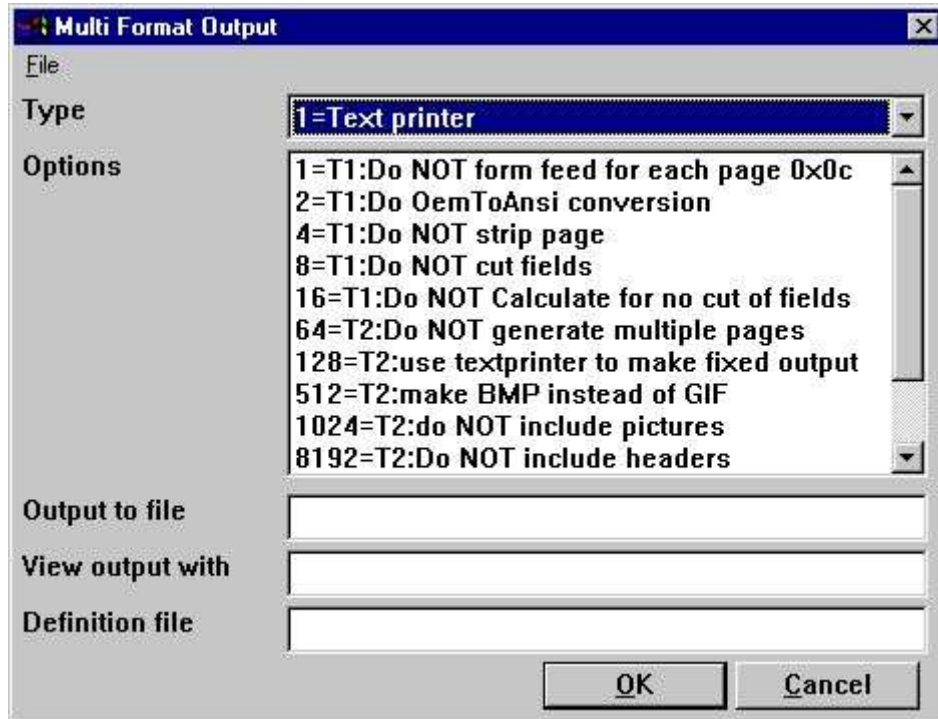 Multi Format Output
File
Type
1=Text printer
Options
1=T1:Do NOT form feed for each page 0x0c
2=T1:Do OemToAnsi conversion
4=T1:Do NOT strip page
8=T1:Do NOT cut fields
16=T1:Do NOT Calculate for no cut of fields
64=T2:Do NOT generate multiple pages
128=T2:use textprinter to make fixed output
512=T2:make BMP instead of GIF
1024=T2:do NOT include pictures
8192=T2:Do NOT include headers
Output to file
View output with
Definition file
OK
Cancel